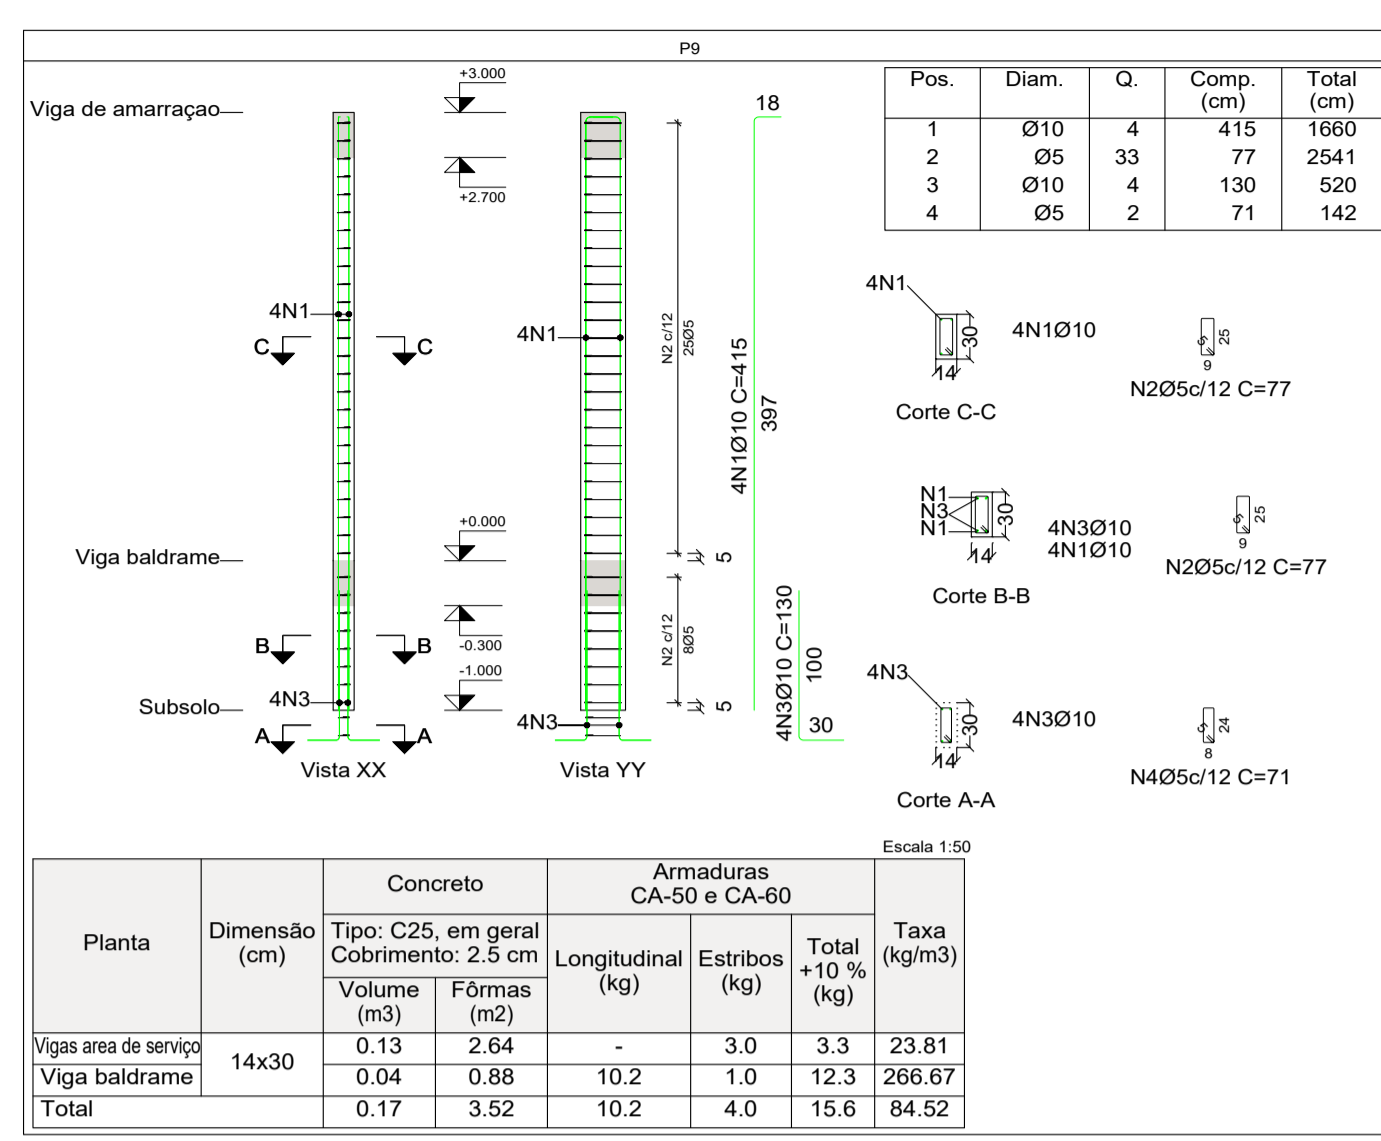 P9
Viga de amarraçao
+3.000
+2.700
4N1
C
C
+0.000
Viga baldrame
B
B
-0.300
-1.000
Subsolo
4N3
A
A
Vista XX
4N1
4N3
Vista YY
N2 c/12
25Ø5
5
N2 c/12
8Ø5
5
18
4N1Ø10 C=415
397
4N3Ø10 C=130
100
30
Pos. Diam. Q. Comp. Total
(cm) (cm)
1 Ø10 4 415 1660
2 Ø5 33 77 2541
3 Ø10 4 130 520
4 Ø5 2 71 142
4N1
30
14
4N1Ø10
Corte C-C
5
25
9
N2Ø5c/12 C=77
N1
N3
N1
30
14
4N3Ø10
4N1Ø10
Corte B-B
5
25
9
N2Ø5c/12 C=77
4N3
30
14
4N3Ø10
Corte A-A
5
24
8
N4Ø5c/12 C=71
Escala 1:50
Planta
Dimensão
(cm)
Concreto
Tipo: C25, em geral
Cobrimento: 2.5 cm
Volume
(m3)
Fôrmas
(m2)
Armaduras
CA-50 e CA-60
Longitudinal
(kg)
Estribos
(kg)
Total
+10 %
(kg)
Taxa
(kg/m3)
Vigas area de serviço 14x30 0.13 2.64 - 3.0 3.3 23.81
Viga baldrame 0.04 0.88 10.2 1.0 12.3 266.67
Total 0.17 3.52 10.2 4.0 15.6 84.52